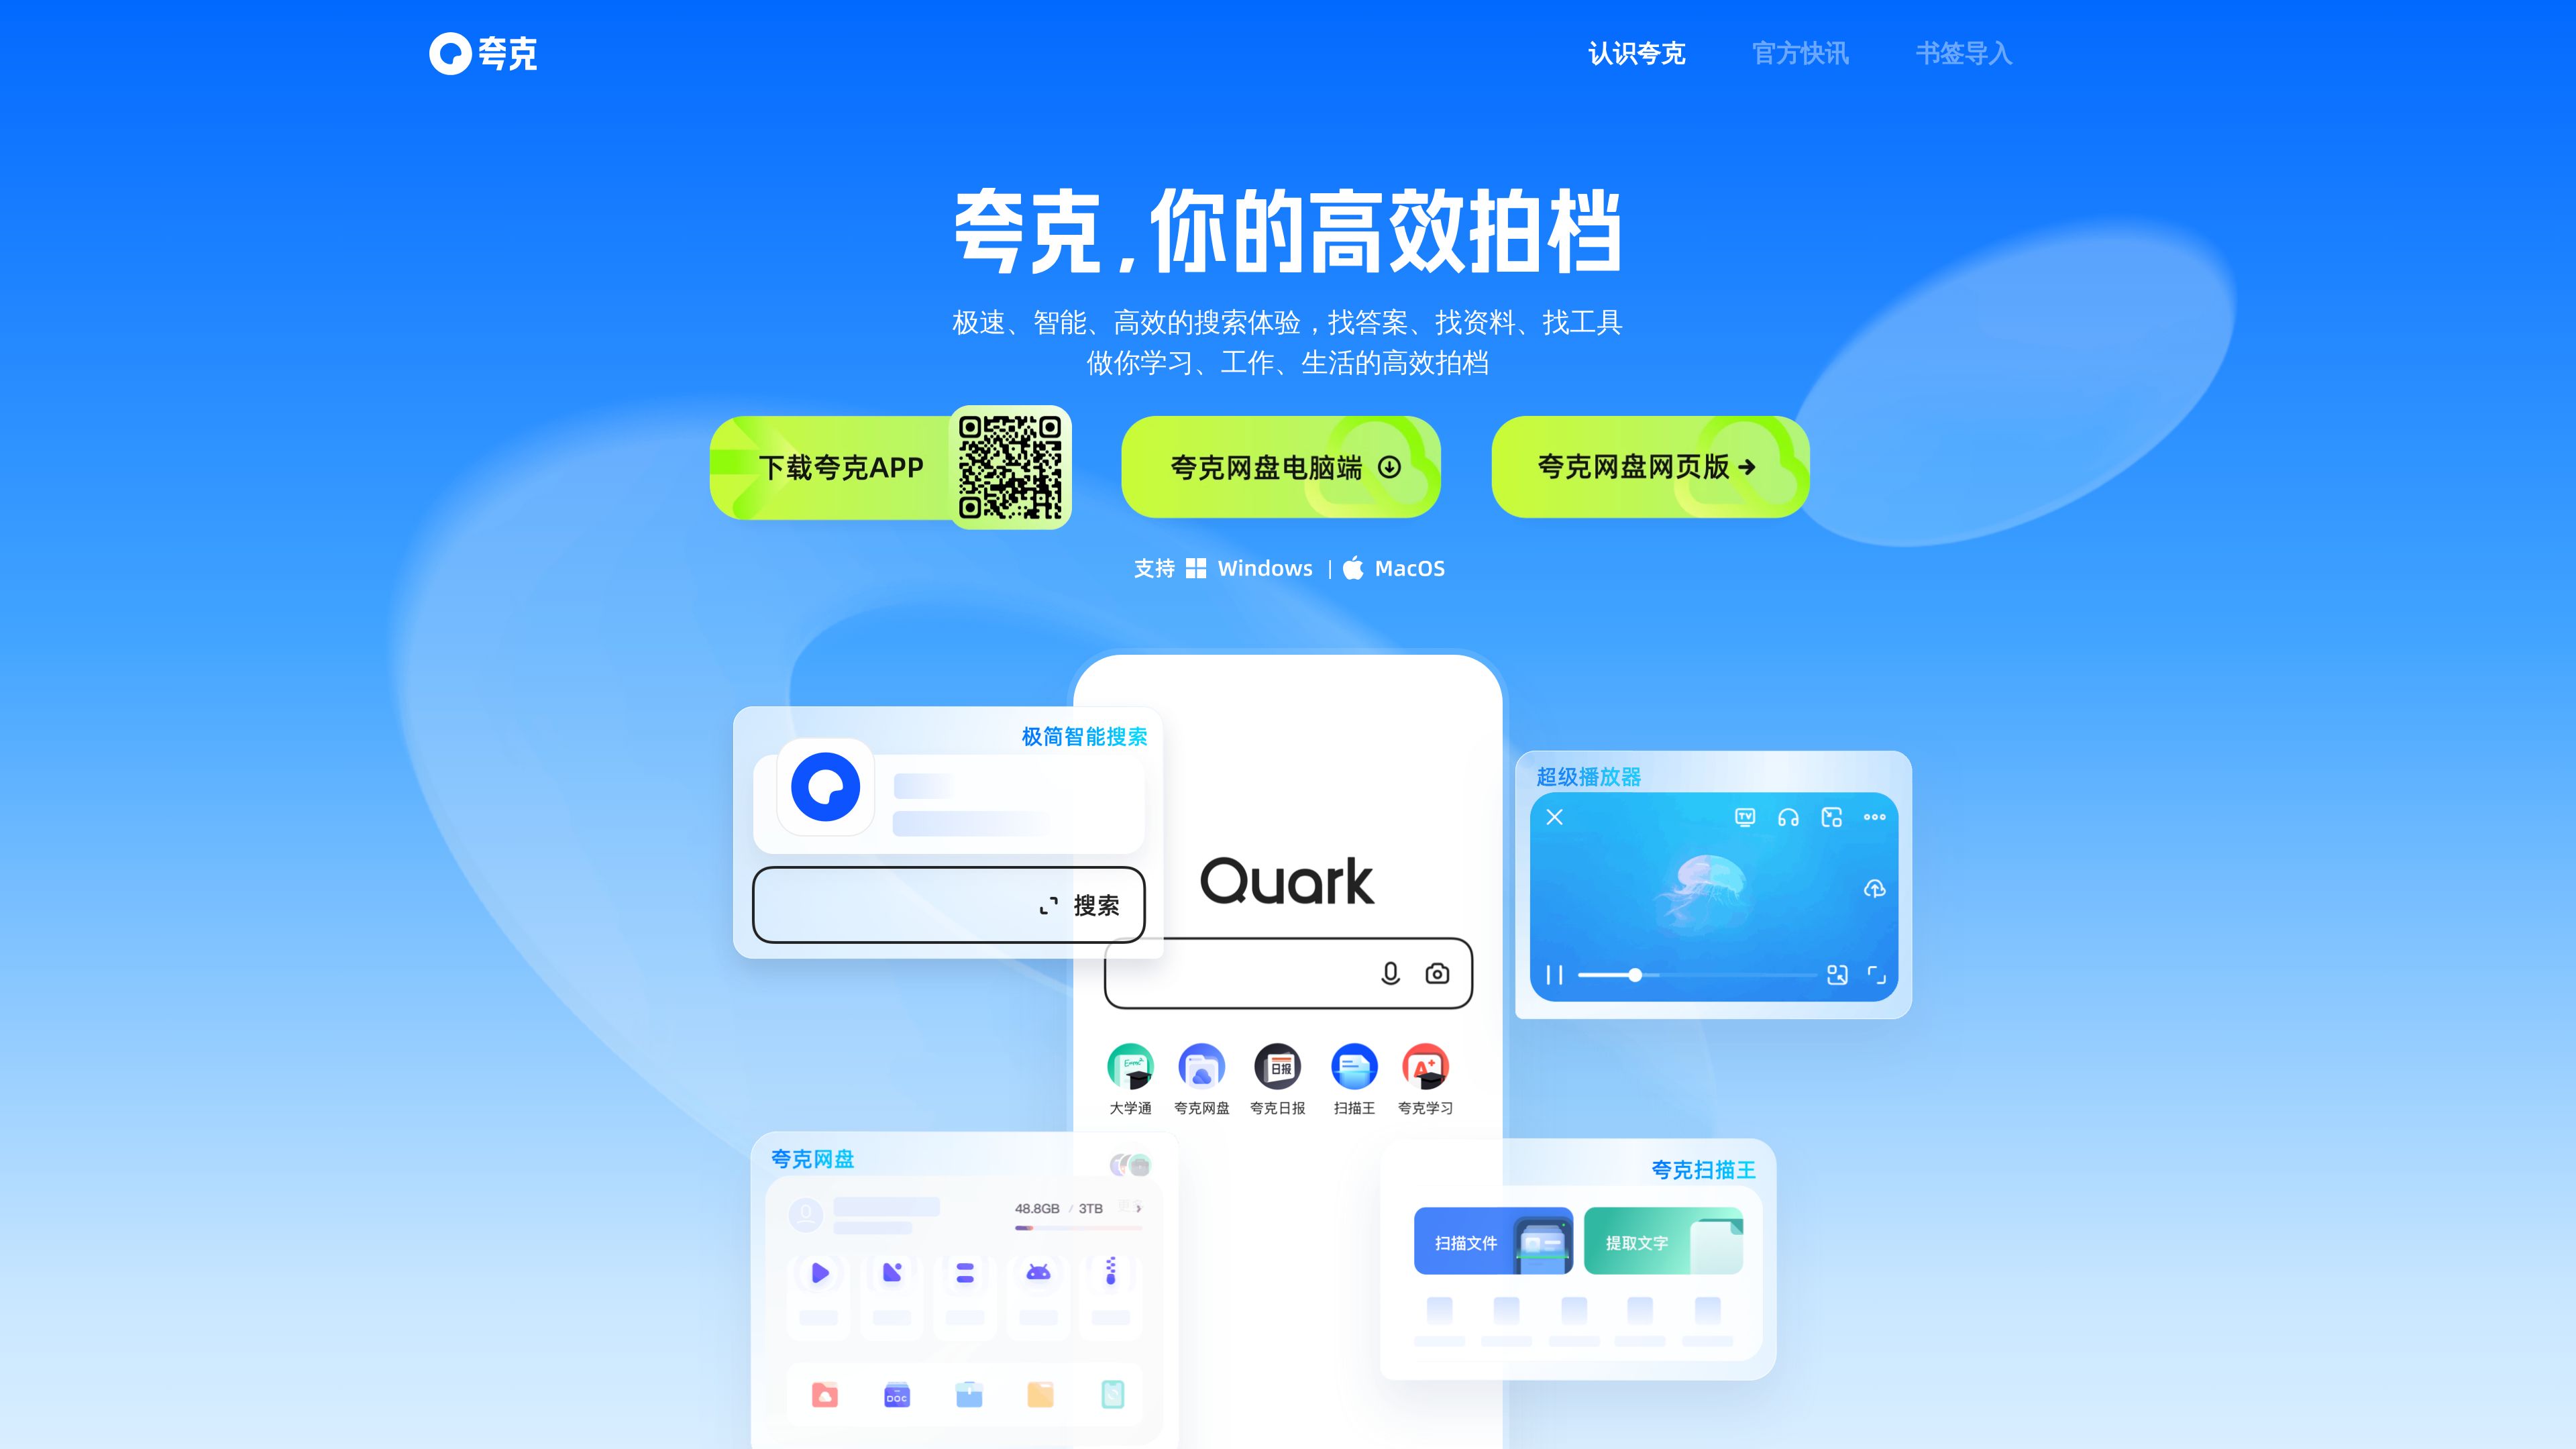 夸克
认识夸克
官方快讯
书签导入
夸克,你的高效拍档
极速、智能、高效的搜索体验，找答案、找资料、找工具
做你学习、工作、生活的高效拍档
下载夸克APP
夸克网盘电脑端
夸克网盘网页版
支持 Windows | MacOS
极简智能搜索
搜索
超级播放器
TV
Quark
大学通
夸克网盘
日报
夸克日报
扫描王
A+
夸克学习
夸克网盘
48.8GB / 3TB
DOC
夸克扫描王
扫描文件
提取文字